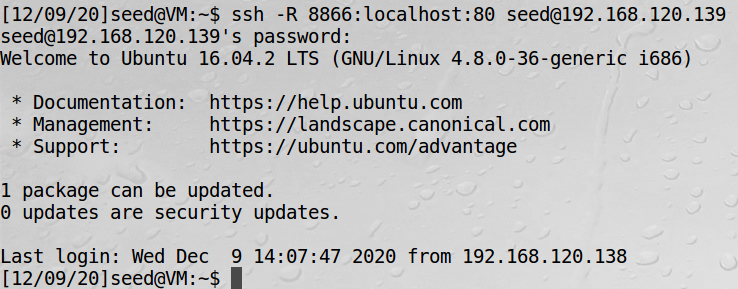 [12/09/20]seed@VM:~$ ssh -R 8866:localhost:80 seed@192.168.120.139
seed@192.168.120.139's password:
Welcome to Ubuntu 16.04.2 LTS (GNU/Linux 4.8.0-36-generic i686)
* Documentation:  https://help.ubuntu.com
* Management:     https://landscape.canonical.com
* Support:        https://ubuntu.com/advantage
1 package can be updated.
0 updates are security updates.
Last login: Wed Dec  9 14:07:47 2020 from 192.168.120.138
[12/09/20]seed@VM:~$